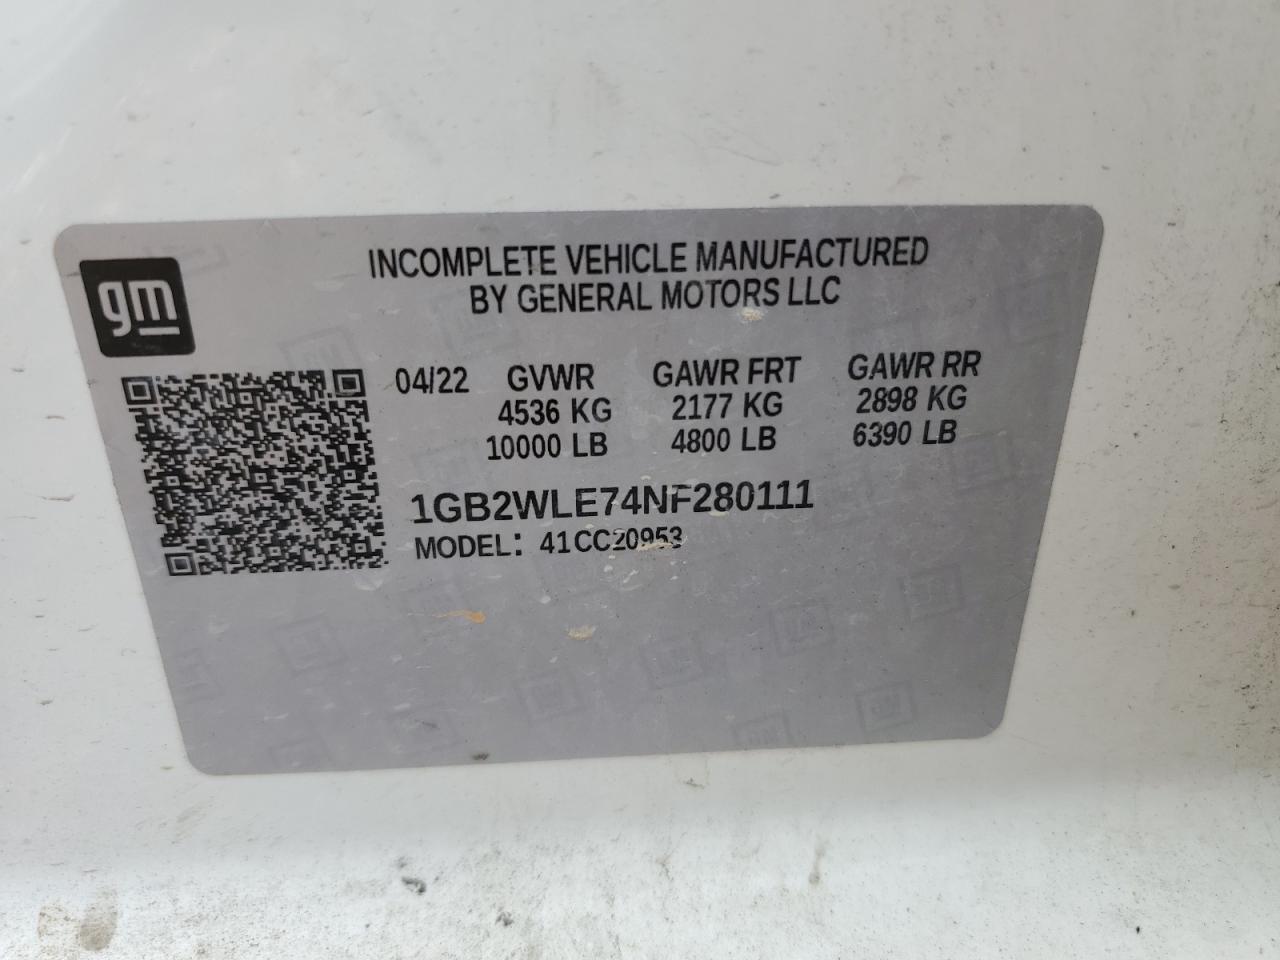 gm
INCOMPLETE VEHICLE MANUFACTURED
BY GENERAL MOTORS LLC
04/22 GVWR GAWR FRT GAWR RR
4536 KG 2177 KG 2898 KG
10000 LB 4800 LB 6390 LB
1GB2WLE74NF280111
MODEL: 41CC20953